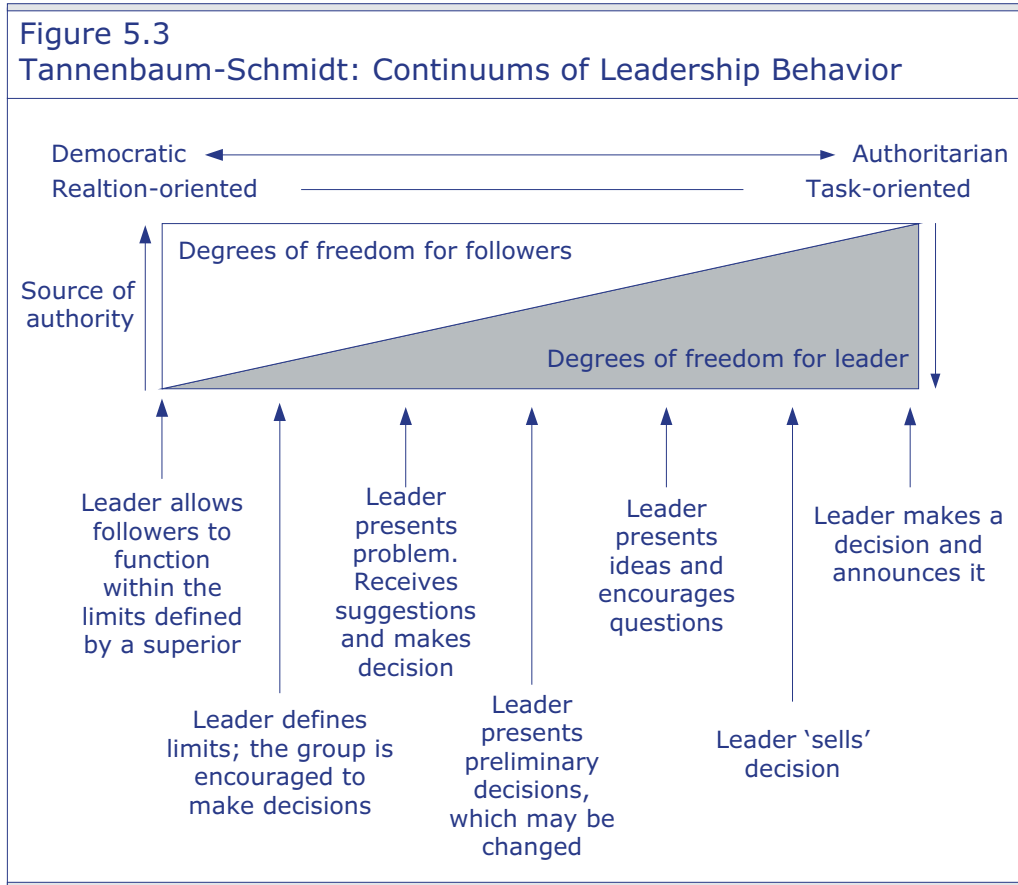 Figure 5.3
Tannenbaum-Schmidt: Continuums of Leadership Behavior
Democratic
Authoritarian
Realtion-oriented
Task-oriented
Degrees of freedom for followers
Source of
authority
Degrees of freedom for leader
Leader allows
followers to
function
within the
limits defined
by a superior
Leader defines
limits; the group is
encouraged to
make decisions
Leader
presents
problem.
Receives
suggestions
and makes
decision
Leader
presents
preliminary
decisions,
which may be
changed
Leader
presents
ideas and
encourages
questions
Leader ‘sells’
decision
Leader makes a
decision and
announces it